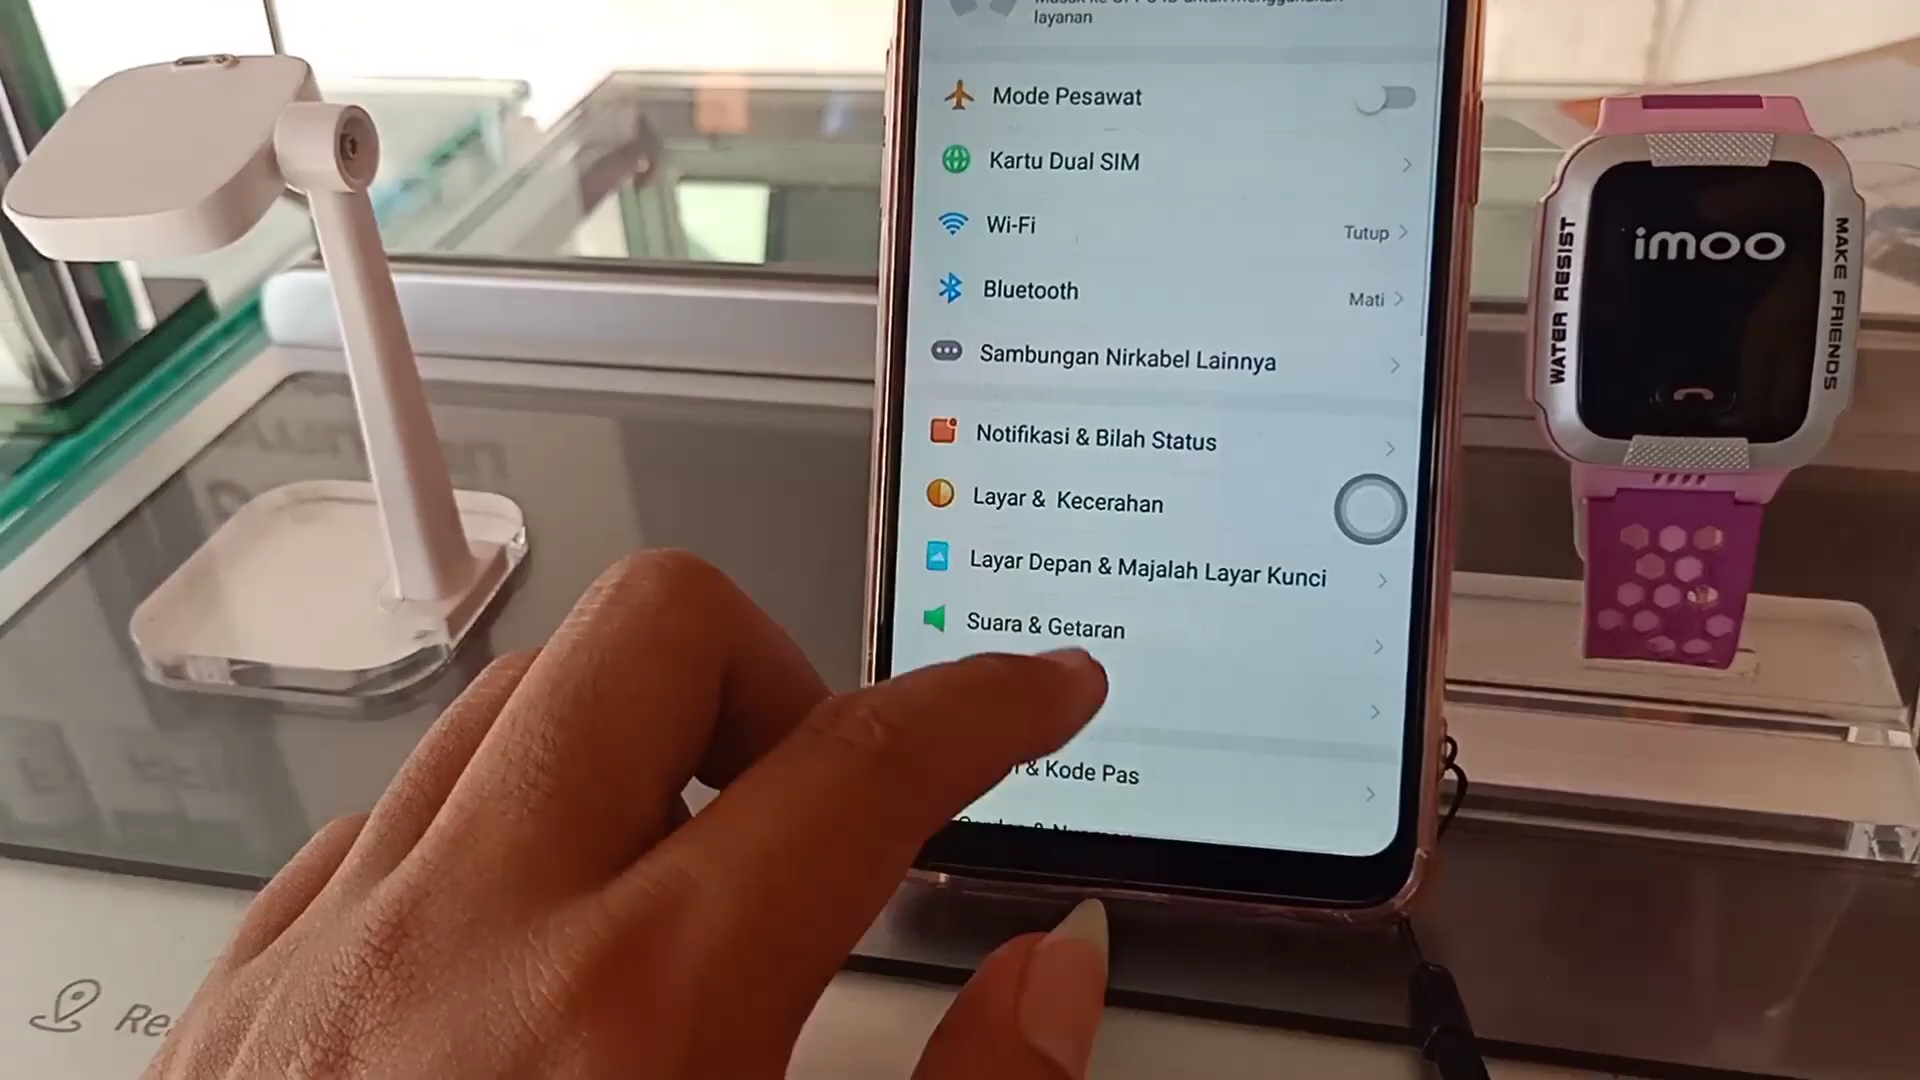 layanan
Mode Pesawat
Kartu Dual SIM
Wi-Fi
Tutup
Bluetooth
Mati
Sambungan Nirkabel Lainnya
Notifikasi & Bilah Status
Layar & Kecerahan
Layar Depan & Majalah Layar Kunci
Suara & Getaran
& Kode Pas
WATER RESIST
imoo
MAKE FRIENDS